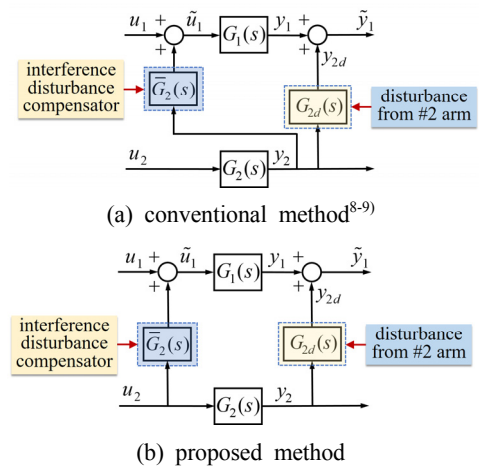 u₁ + ũ₁ G₁(s) y₁ + ỹ₁
+ +
y₂d
interference
disturbance
compensator
G̅₂(s)
G₂d(s)
disturbance
from #2 arm
u₂ G₂(s) y₂
(a) conventional method⁸⁻⁹⁾
u₁ + ũ₁ G₁(s) y₁ + ỹ₁
+ +
y₂d
interference
disturbance
compensator
G̅₂(s)
G₂d(s)
disturbance
from #2 arm
u₂ G₂(s) y₂
(b) proposed method